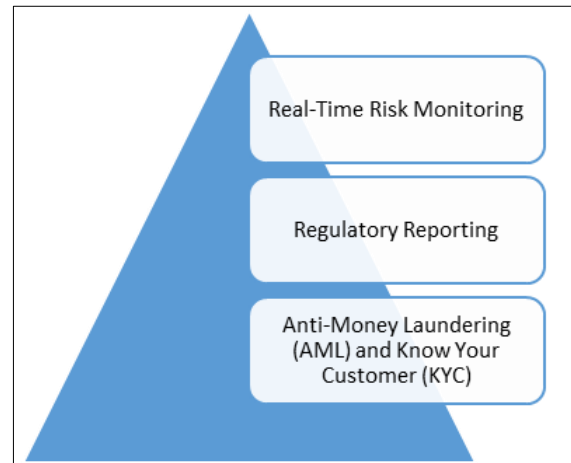 Real-Time Risk Monitoring
Regulatory Reporting
Anti-Money Laundering
(AML) and Know Your
Customer (KYC)